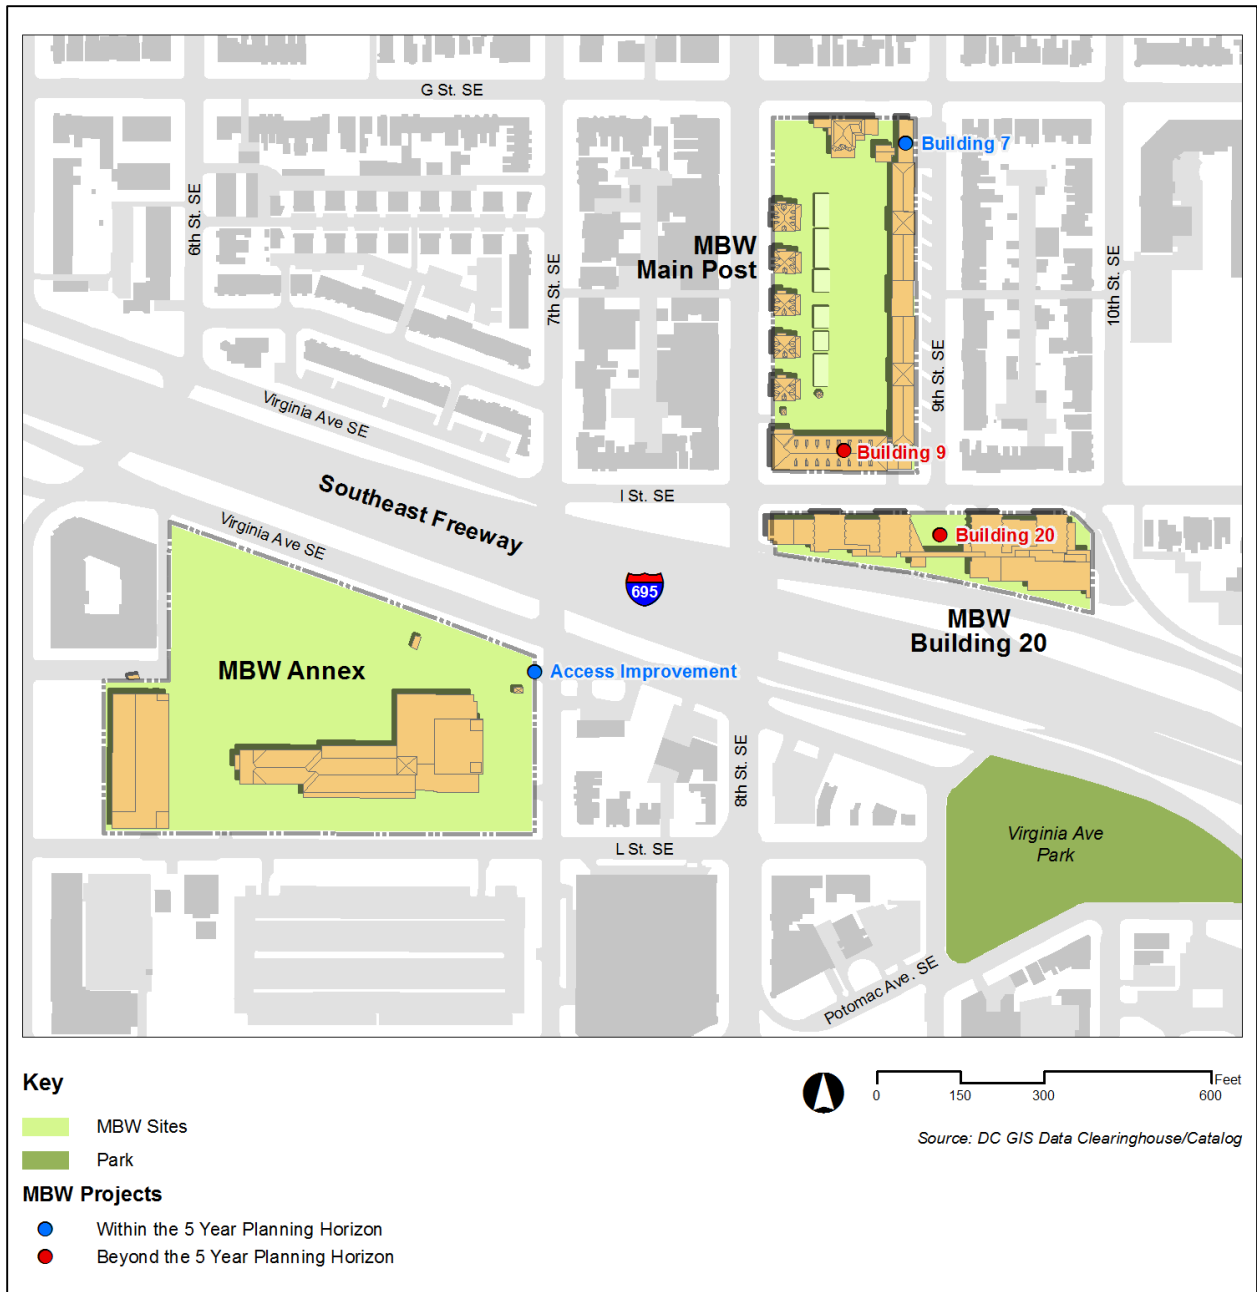 G St. SE
Building 7
6th St. SE
MBW
Main Post
7th St. SE
10th St. SE
9th St. SE
Virginia Ave SE
Building 9
Southeast Freeway
I St. SE
Virginia Ave SE
Building 20
695
MBW
Building 20
MBW Annex
Access Improvement
8th St. SE
Virginia Ave
Park
L St. SE
Potomac Ave. SE
Key
MBW Sites
Park
MBW Projects
Within the 5 Year Planning Horizon
Beyond the 5 Year Planning Horizon
Feet
0 150 300 600
Source: DC GIS Data Clearinghouse/Catalog